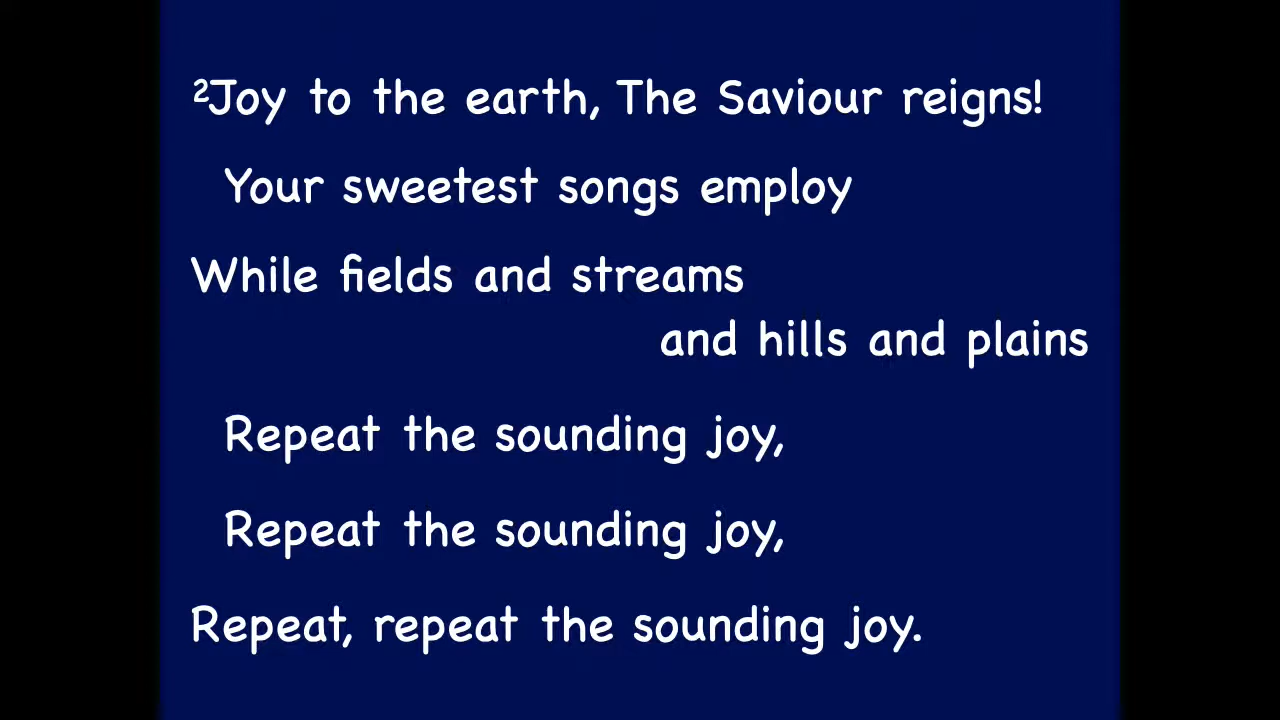 ²Joy to the earth, The Saviour reigns!
Your sweetest songs employ
While fields and streams
and hills and plains
Repeat the sounding joy,
Repeat the sounding joy,
Repeat, repeat the sounding joy.